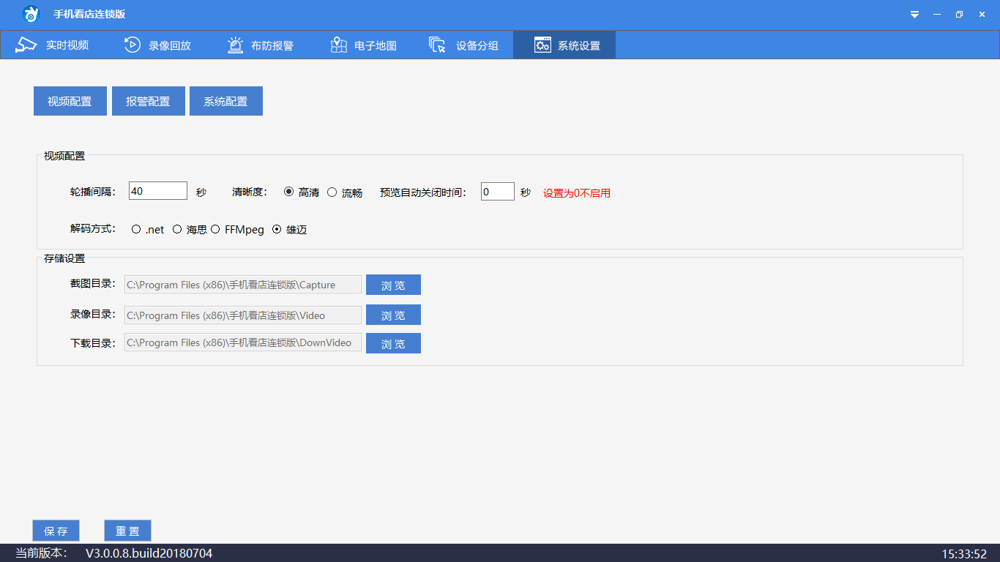 手机看店连锁版
实时视频 录像回放 布防报警 电子地图 设备分组 系统设置
视频配置 报警配置 系统配置
视频配置
轮播间隔： 40 秒 清晰度： 高清 流畅 预览自动关闭时间： 0 秒 设置为0不启用
解码方式： .net 海思 FFMpeg 雄迈
存储设置
截图目录： C:\Program Files (x86)\手机看店连锁版\Capture 浏 览
录像目录： C:\Program Files (x86)\手机看店连锁版\Video 浏 览
下载目录： C:\Program Files (x86)\手机看店连锁版\DownVideo 浏 览
保 存 重 置
当前版本： V3.0.0.8.build20180704 15:33:52